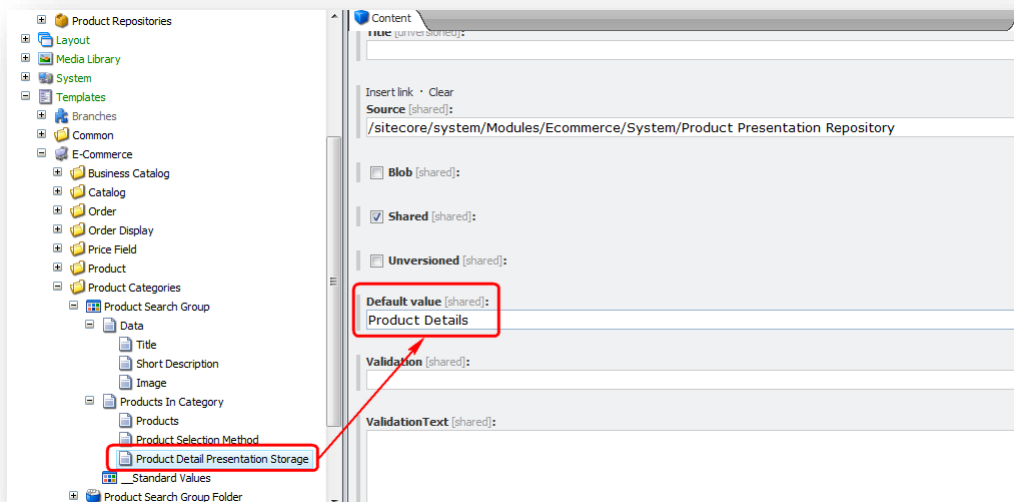 Product Repositories
Layout
Media Library
System
Templates
Branches
Common
E-Commerce
Business Catalog
Catalog
Order
Order Display
Price Field
Product
Product Categories
Product Search Group
Data
Title
Short Description
Image
Products In Category
Products
Product Selection Method
Product Detail Presentation Storage
__Standard Values
Product Search Group Folder
Content
Title [unversioned]:
Insert link · Clear
Source [shared]:
/sitecore/system/Modules/Ecommerce/System/Product Presentation Repository
Blob [shared]:
Shared [shared]:
Unversioned [shared]:
Default value [shared]:
Product Details
Validation [shared]:
ValidationText [shared]: